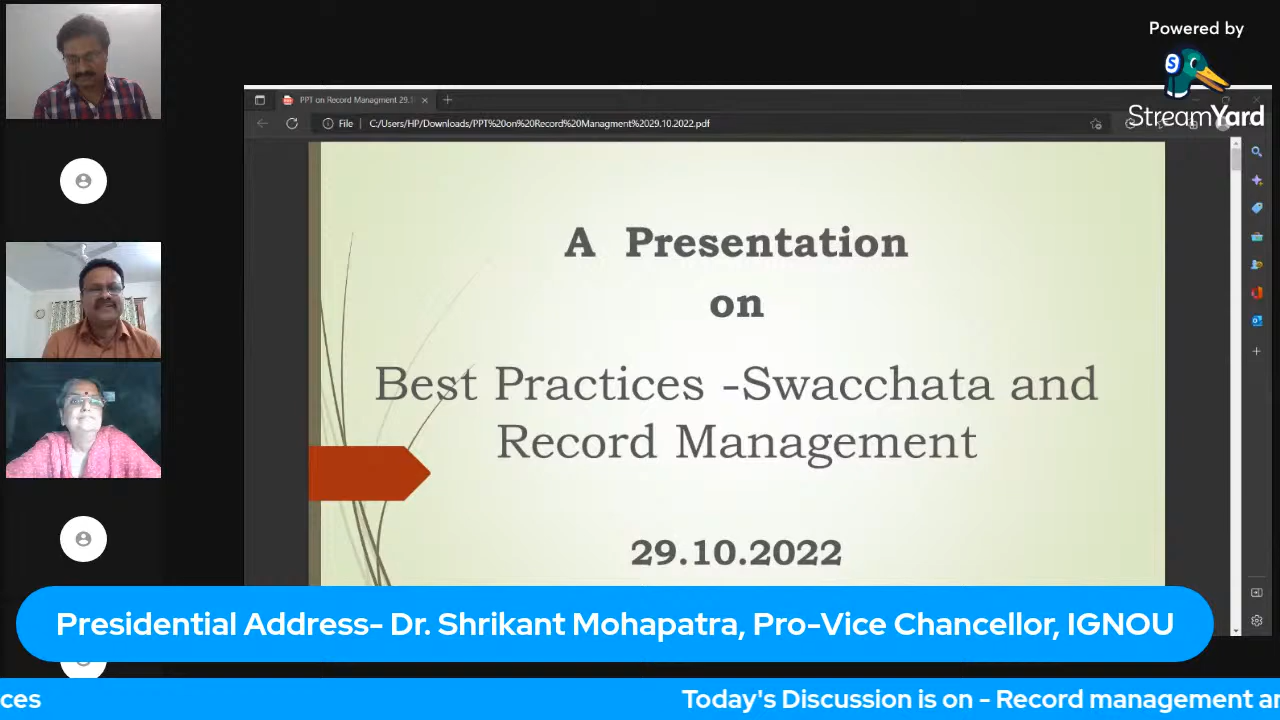 Powered by
StreamYard
PPT on Record Managment 29.1
File
C:/Users/HP/Downloads/PPT%20on%20Record%20Managment%2029.10.2022.pdf
A Presentation
on
Best Practices -Swacchata and
Record Management
29.10.2022
Presidential Address- Dr. Shrikant Mohapatra, Pro-Vice Chancellor, IGNOU
ces
Today's Discussion is on - Record management an